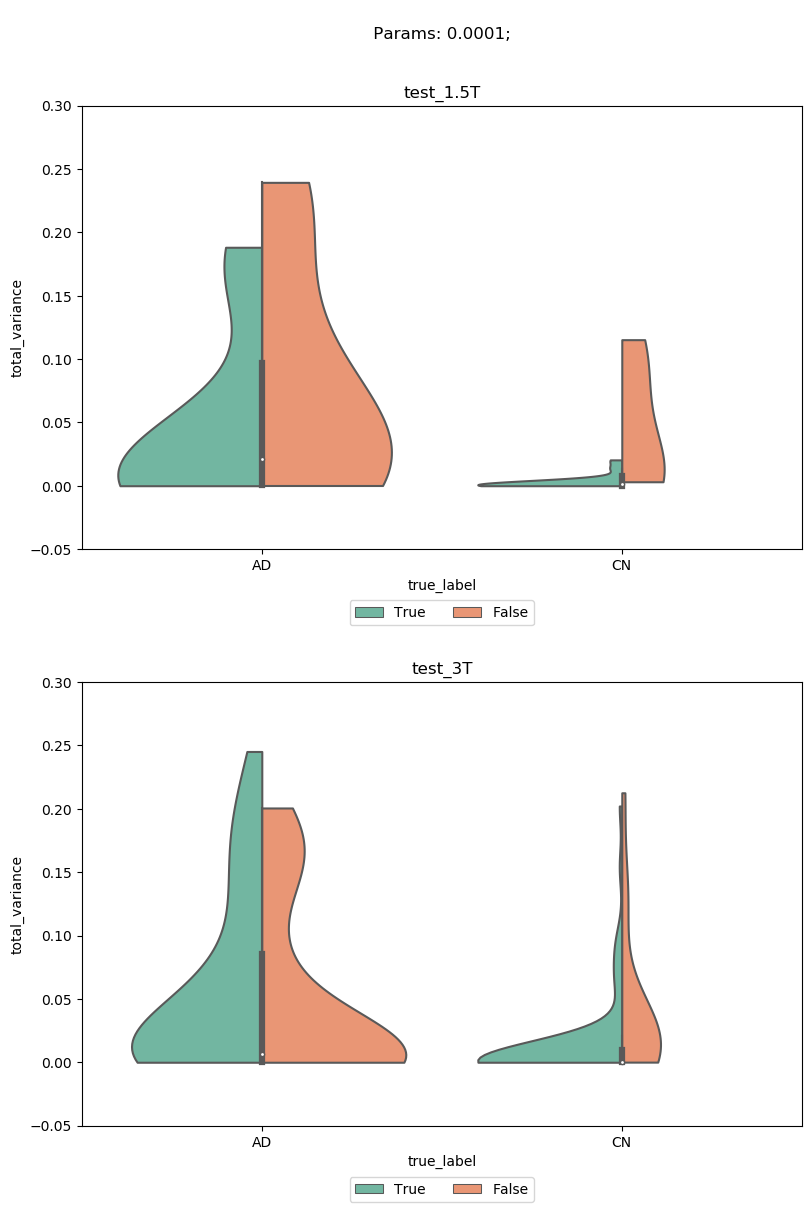 Params: 0.0001;
test_1.5T
0.30
0.25
0.20
0.15
0.10
0.05
0.00
−0.05
total_variance
AD CN
true_label
True False
test_3T
0.30
0.25
0.20
0.15
0.10
0.05
0.00
−0.05
total_variance
AD CN
true_label
True False